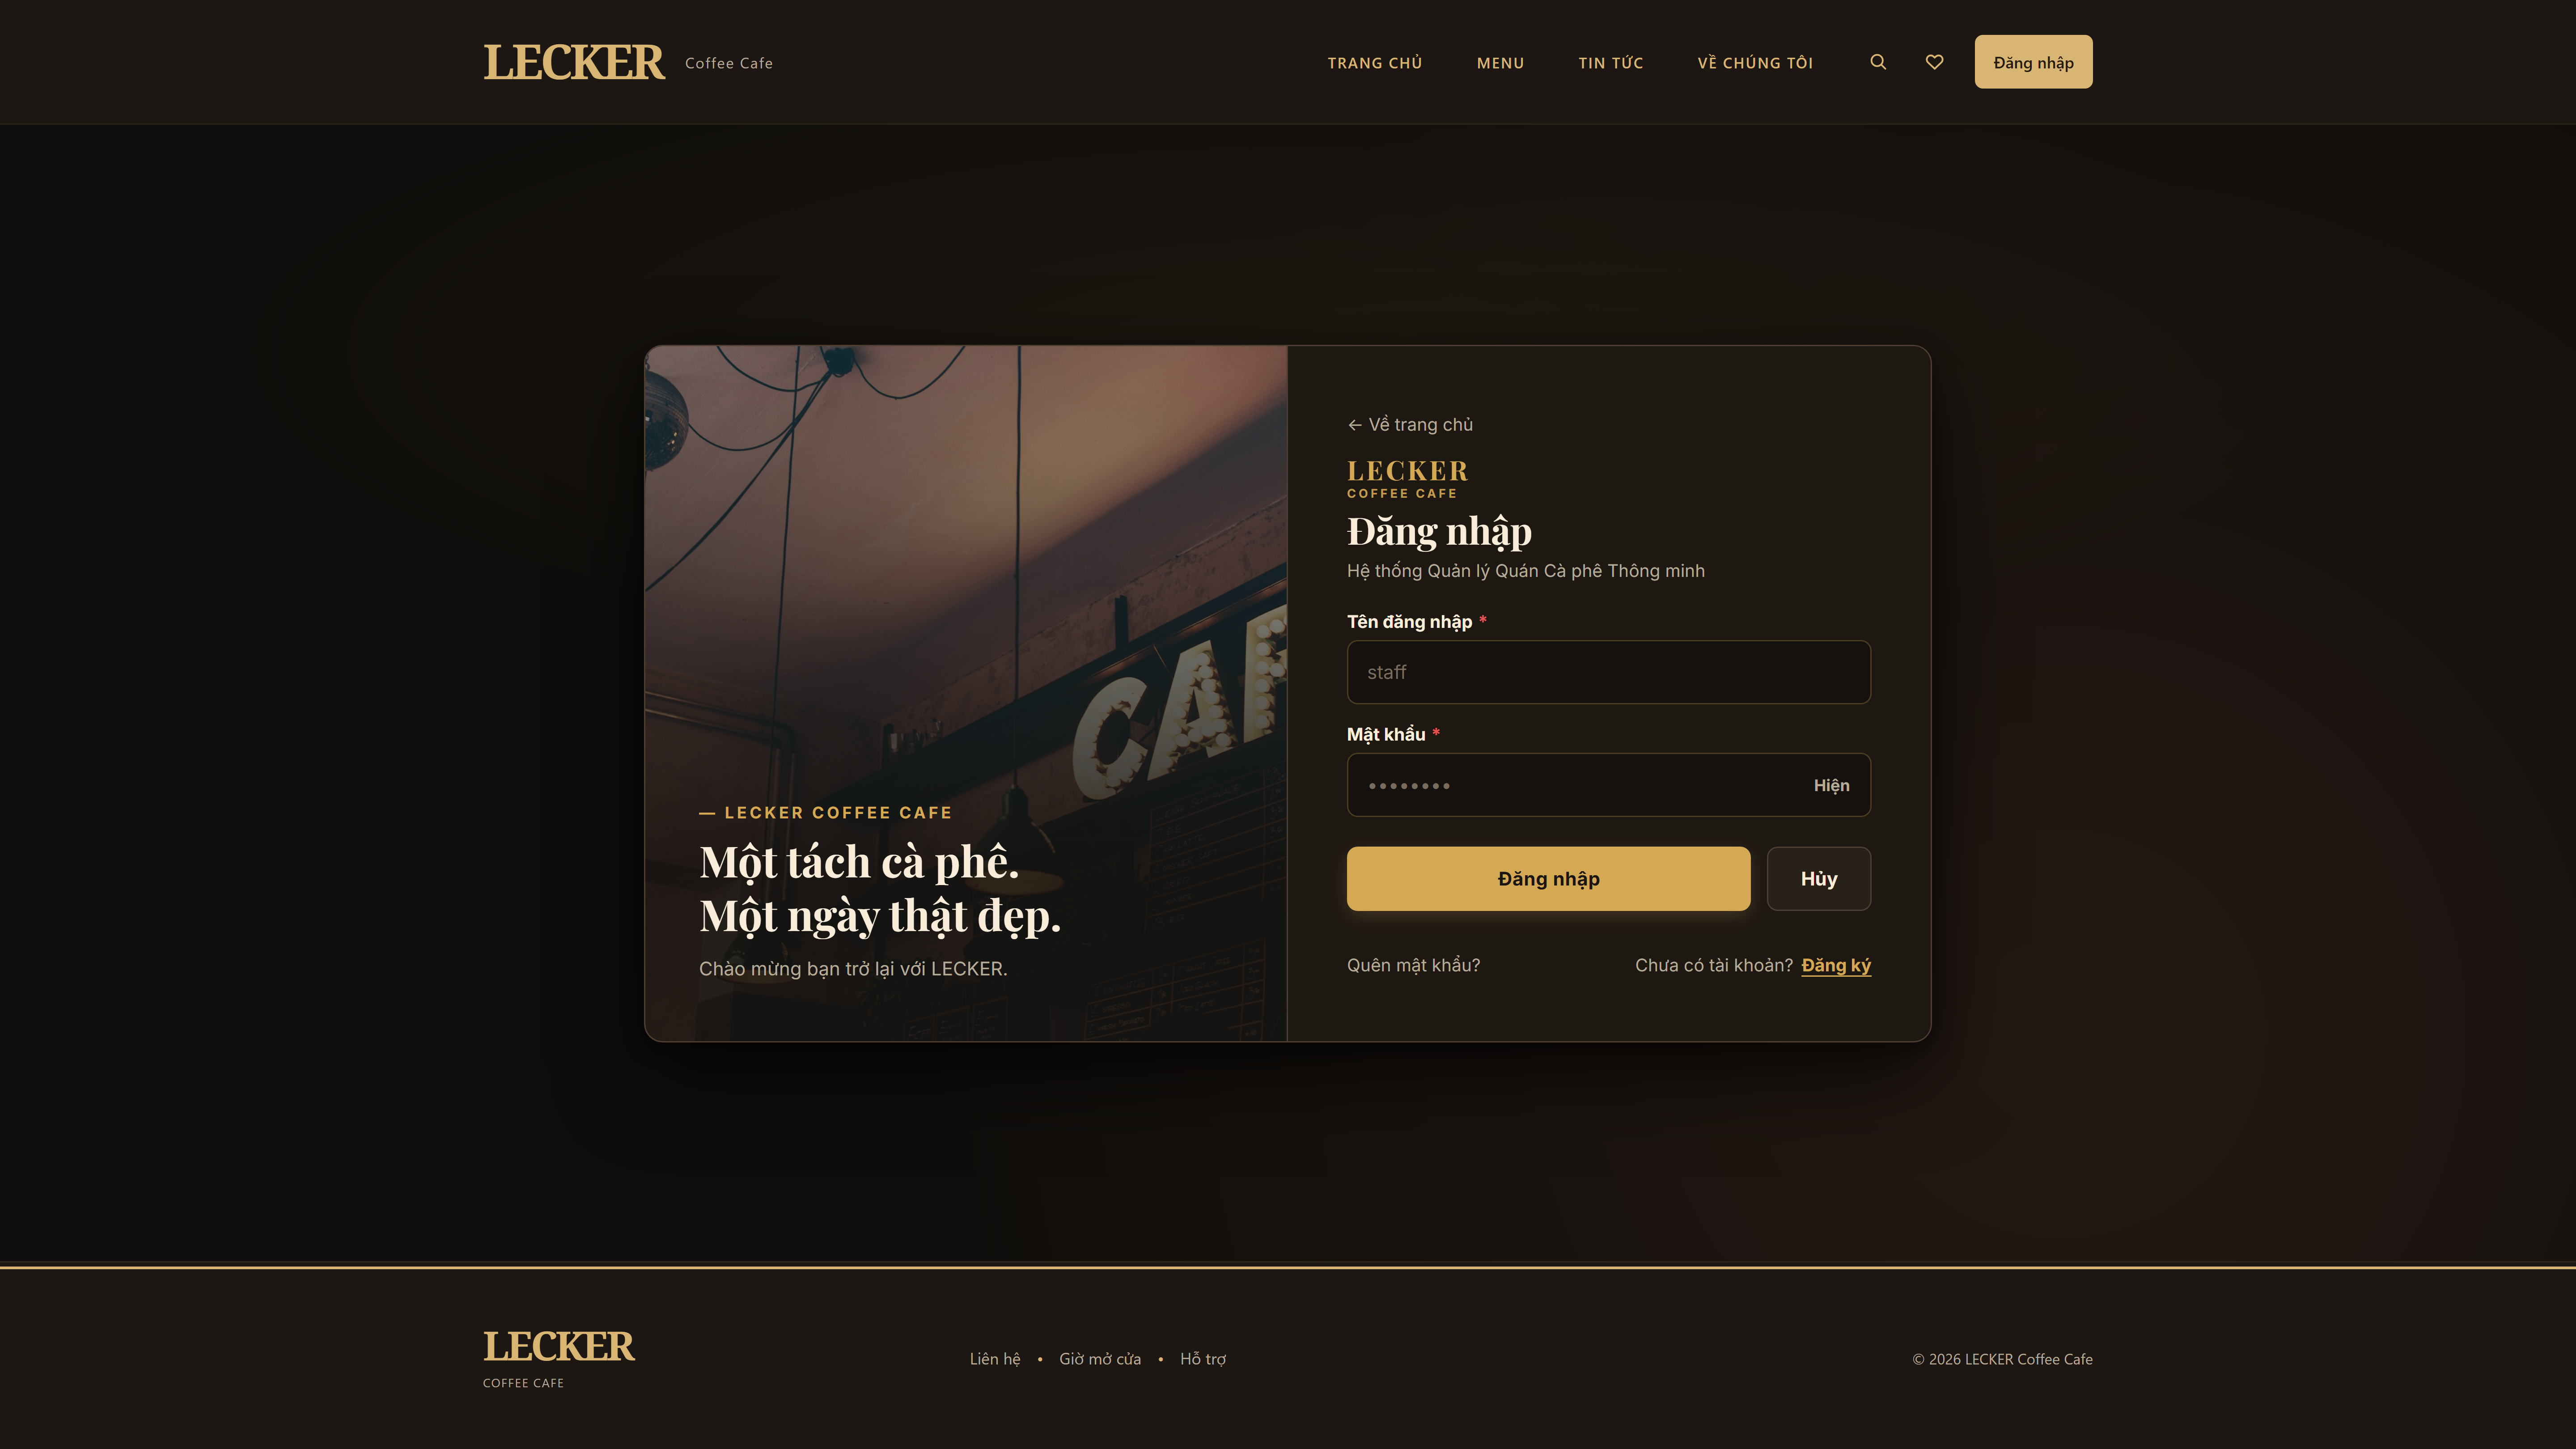 LECKER Coffee Cafe
TRANG CHỦ MENU TIN TỨC VỀ CHÚNG TÔI Đăng nhập
CAF
— LECKER COFFEE CAFE
Một tách cà phê.
Một ngày thật đẹp.
Chào mừng bạn trở lại với LECKER.
← Về trang chủ
LECKER
COFFEE CAFE
Đăng nhập
Hệ thống Quản lý Quán Cà phê Thông minh
Tên đăng nhập *
staff
Mật khẩu *
•••••••• Hiện
Đăng nhập Hủy
Quên mật khẩu? Chưa có tài khoản? Đăng ký
LECKER
COFFEE CAFE
Liên hệ • Giờ mở cửa • Hỗ trợ
© 2026 LECKER Coffee Cafe